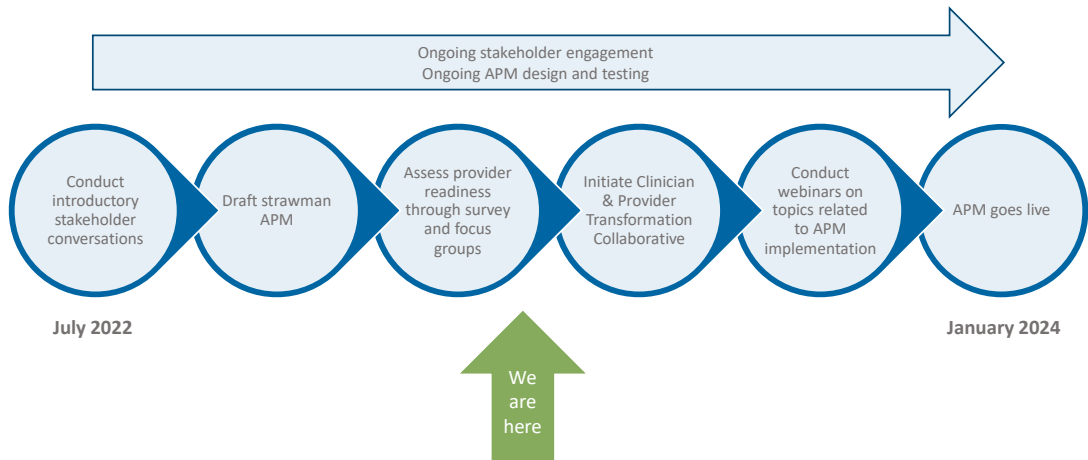 Ongoing stakeholder engagement
Ongoing APM design and testing
Conduct
introductory
stakeholder
conversations
Draft strawman
APM
Assess provider
readiness
through survey
and focus
groups
Initiate Clinician
& Provider
Transformation
Collaborative
Conduct
webinars on
topics related
to APM
implementation
APM goes live
July 2022
January 2024
We
are
here